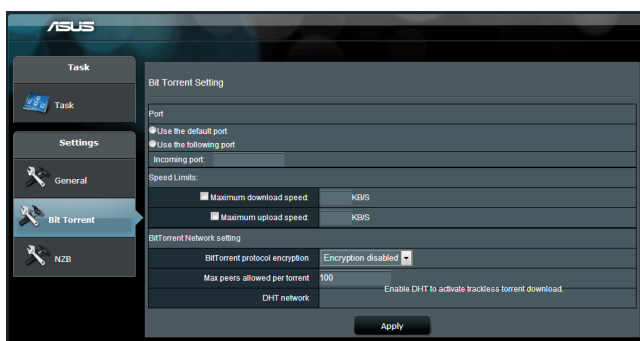 ASUS
Task
Task
Settings
General
Bit Torrent
NZB
Bit Torrent Setting
Port
Use the default port
Use the following port
Incoming port:
Speed Limits:
Maximum download speed: KB/S
Maximum upload speed: KB/S
BitTorrent Network setting
BitTorrent protocol encryption Encryption disabled
Max peers allowed per torrent 100
DHT network Enable DHT to activate trackless torrent download.
Apply